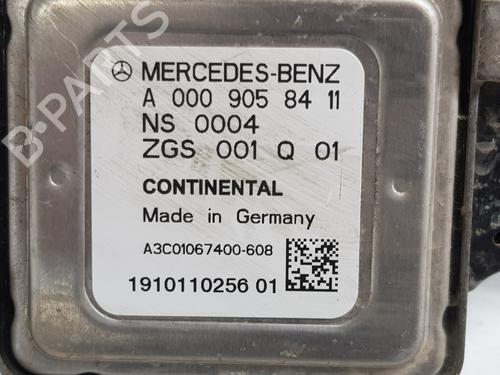 MERCEDES-BENZ
A 000 905 84 11
NS 0004
ZGS 001 Q 01
CONTINENTAL
Made in Germany
A3C01067400-608
1910110256 01
B-PARTS